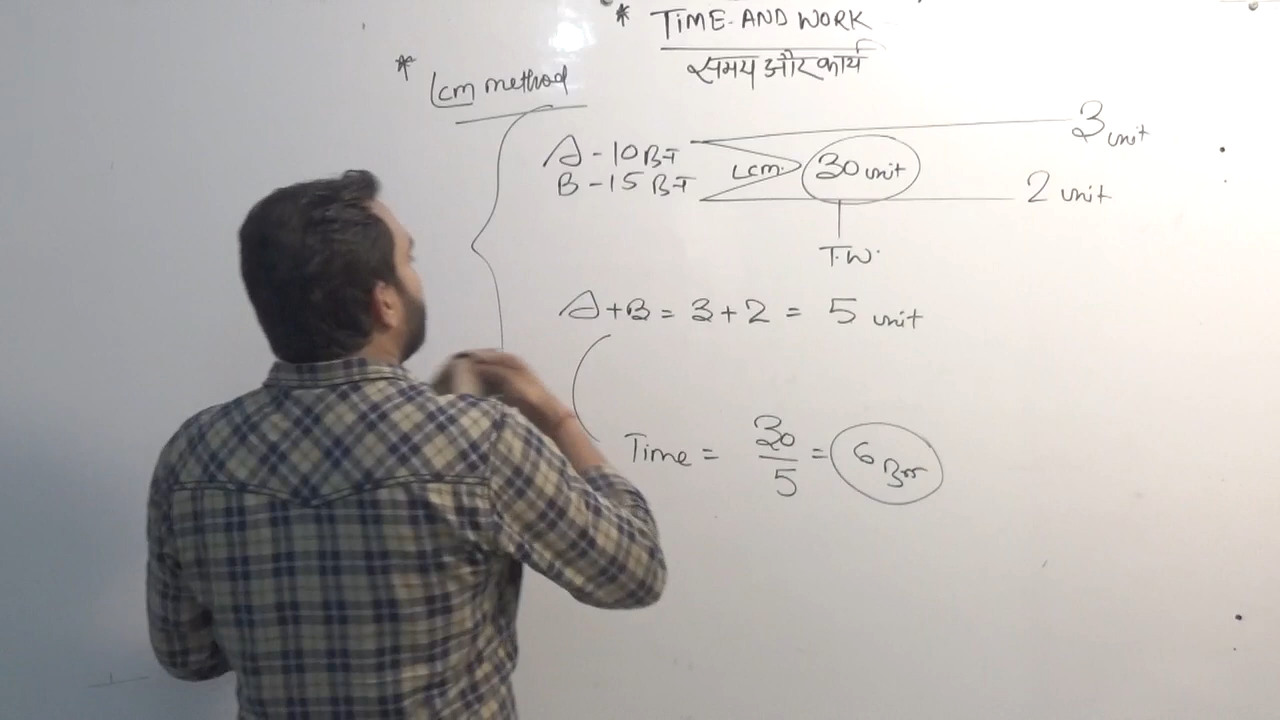 * TIME AND WORK
समय और कार्य
* Lcm method
A - 10 दिन
B - 15 दिन
Lcm.
30 unit
3 unit
2 unit
T.W.
A + B = 3 + 2 = 5 unit
Time = 30/5 = 6 दिन